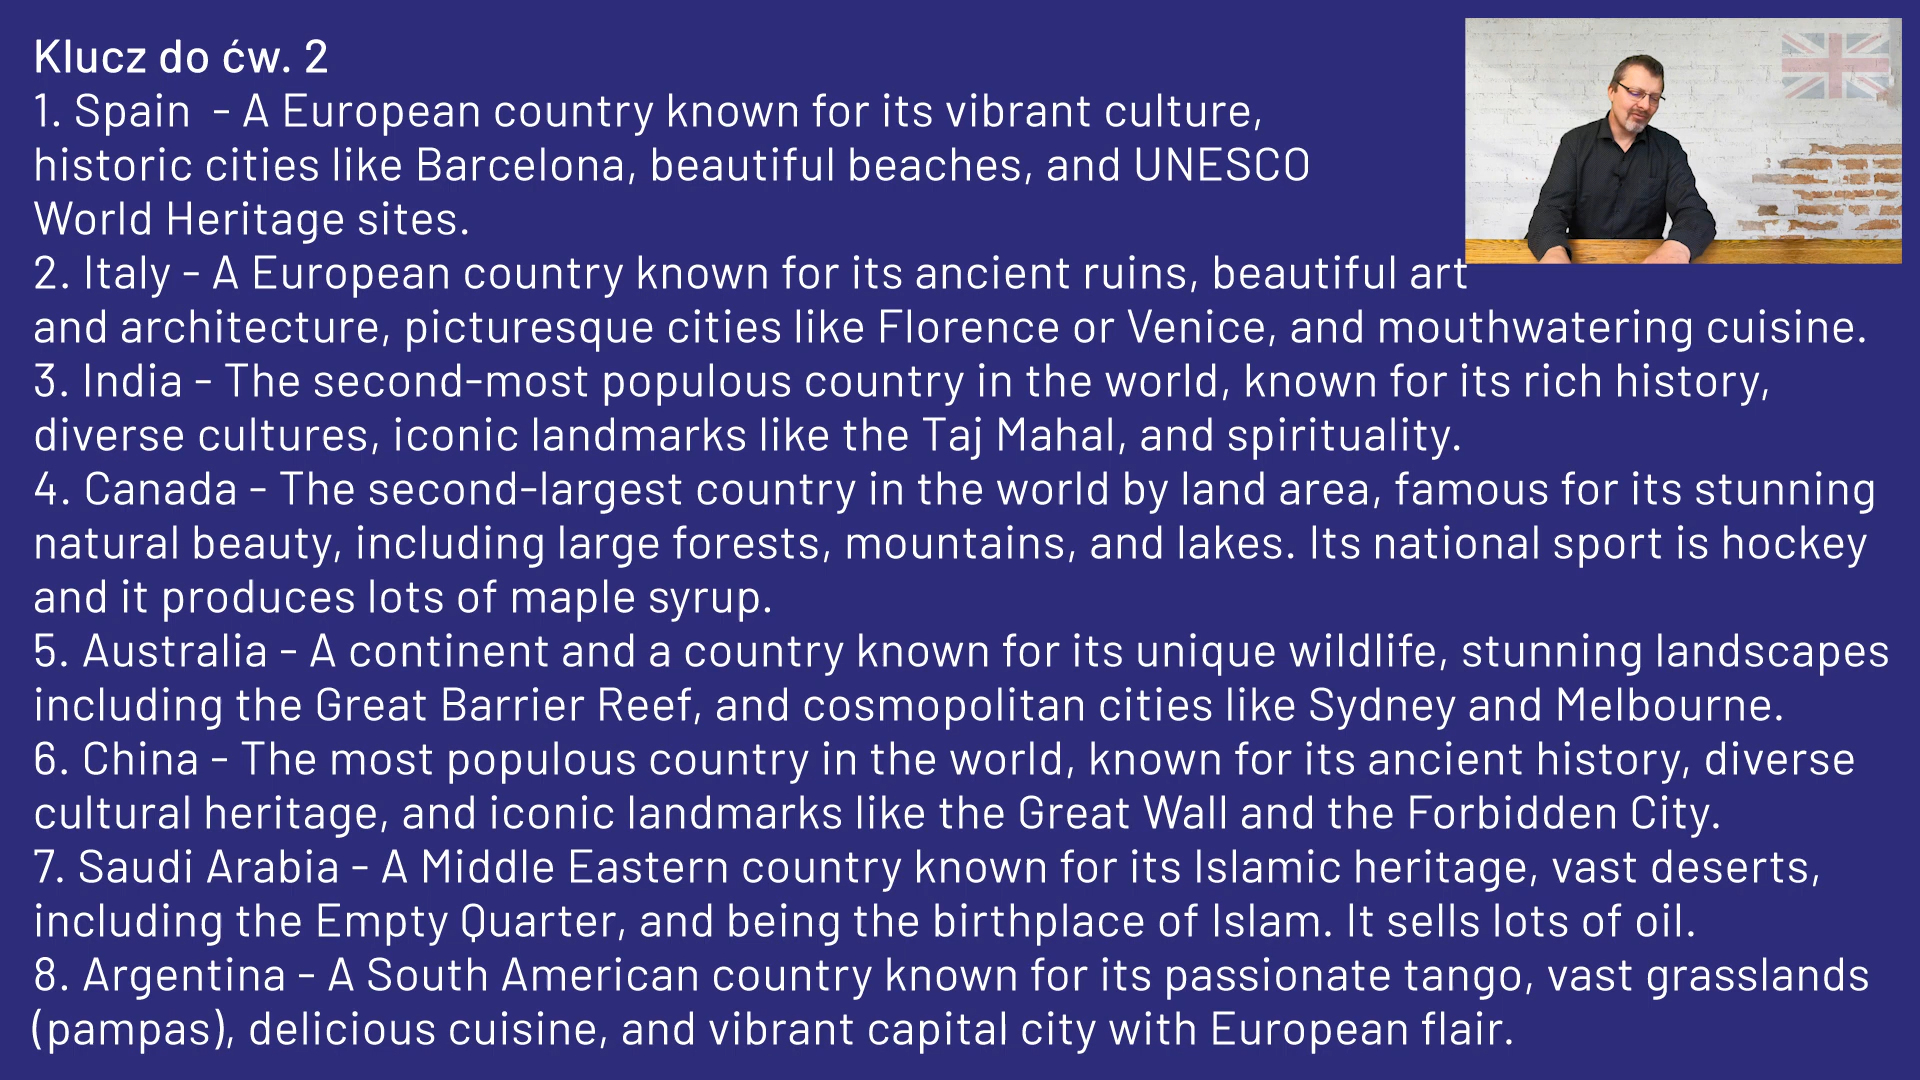 Klucz do ćw. 2
1. Spain  - A European country known for its vibrant culture,
historic cities like Barcelona, beautiful beaches, and UNESCO
World Heritage sites.
2. Italy - A European country known for its ancient ruins, beautiful art
and architecture, picturesque cities like Florence or Venice, and mouthwatering cuisine.
3. India - The second-most populous country in the world, known for its rich history,
diverse cultures, iconic landmarks like the Taj Mahal, and spirituality.
4. Canada - The second-largest country in the world by land area, famous for its stunning
natural beauty, including large forests, mountains, and lakes. Its national sport is hockey
and it produces lots of maple syrup.
5. Australia - A continent and a country known for its unique wildlife, stunning landscapes
including the Great Barrier Reef, and cosmopolitan cities like Sydney and Melbourne.
6. China - The most populous country in the world, known for its ancient history, diverse
cultural heritage, and iconic landmarks like the Great Wall and the Forbidden City.
7. Saudi Arabia - A Middle Eastern country known for its Islamic heritage, vast deserts,
including the Empty Quarter, and being the birthplace of Islam. It sells lots of oil.
8. Argentina - A South American country known for its passionate tango, vast grasslands
(pampas), delicious cuisine, and vibrant capital city with European flair.